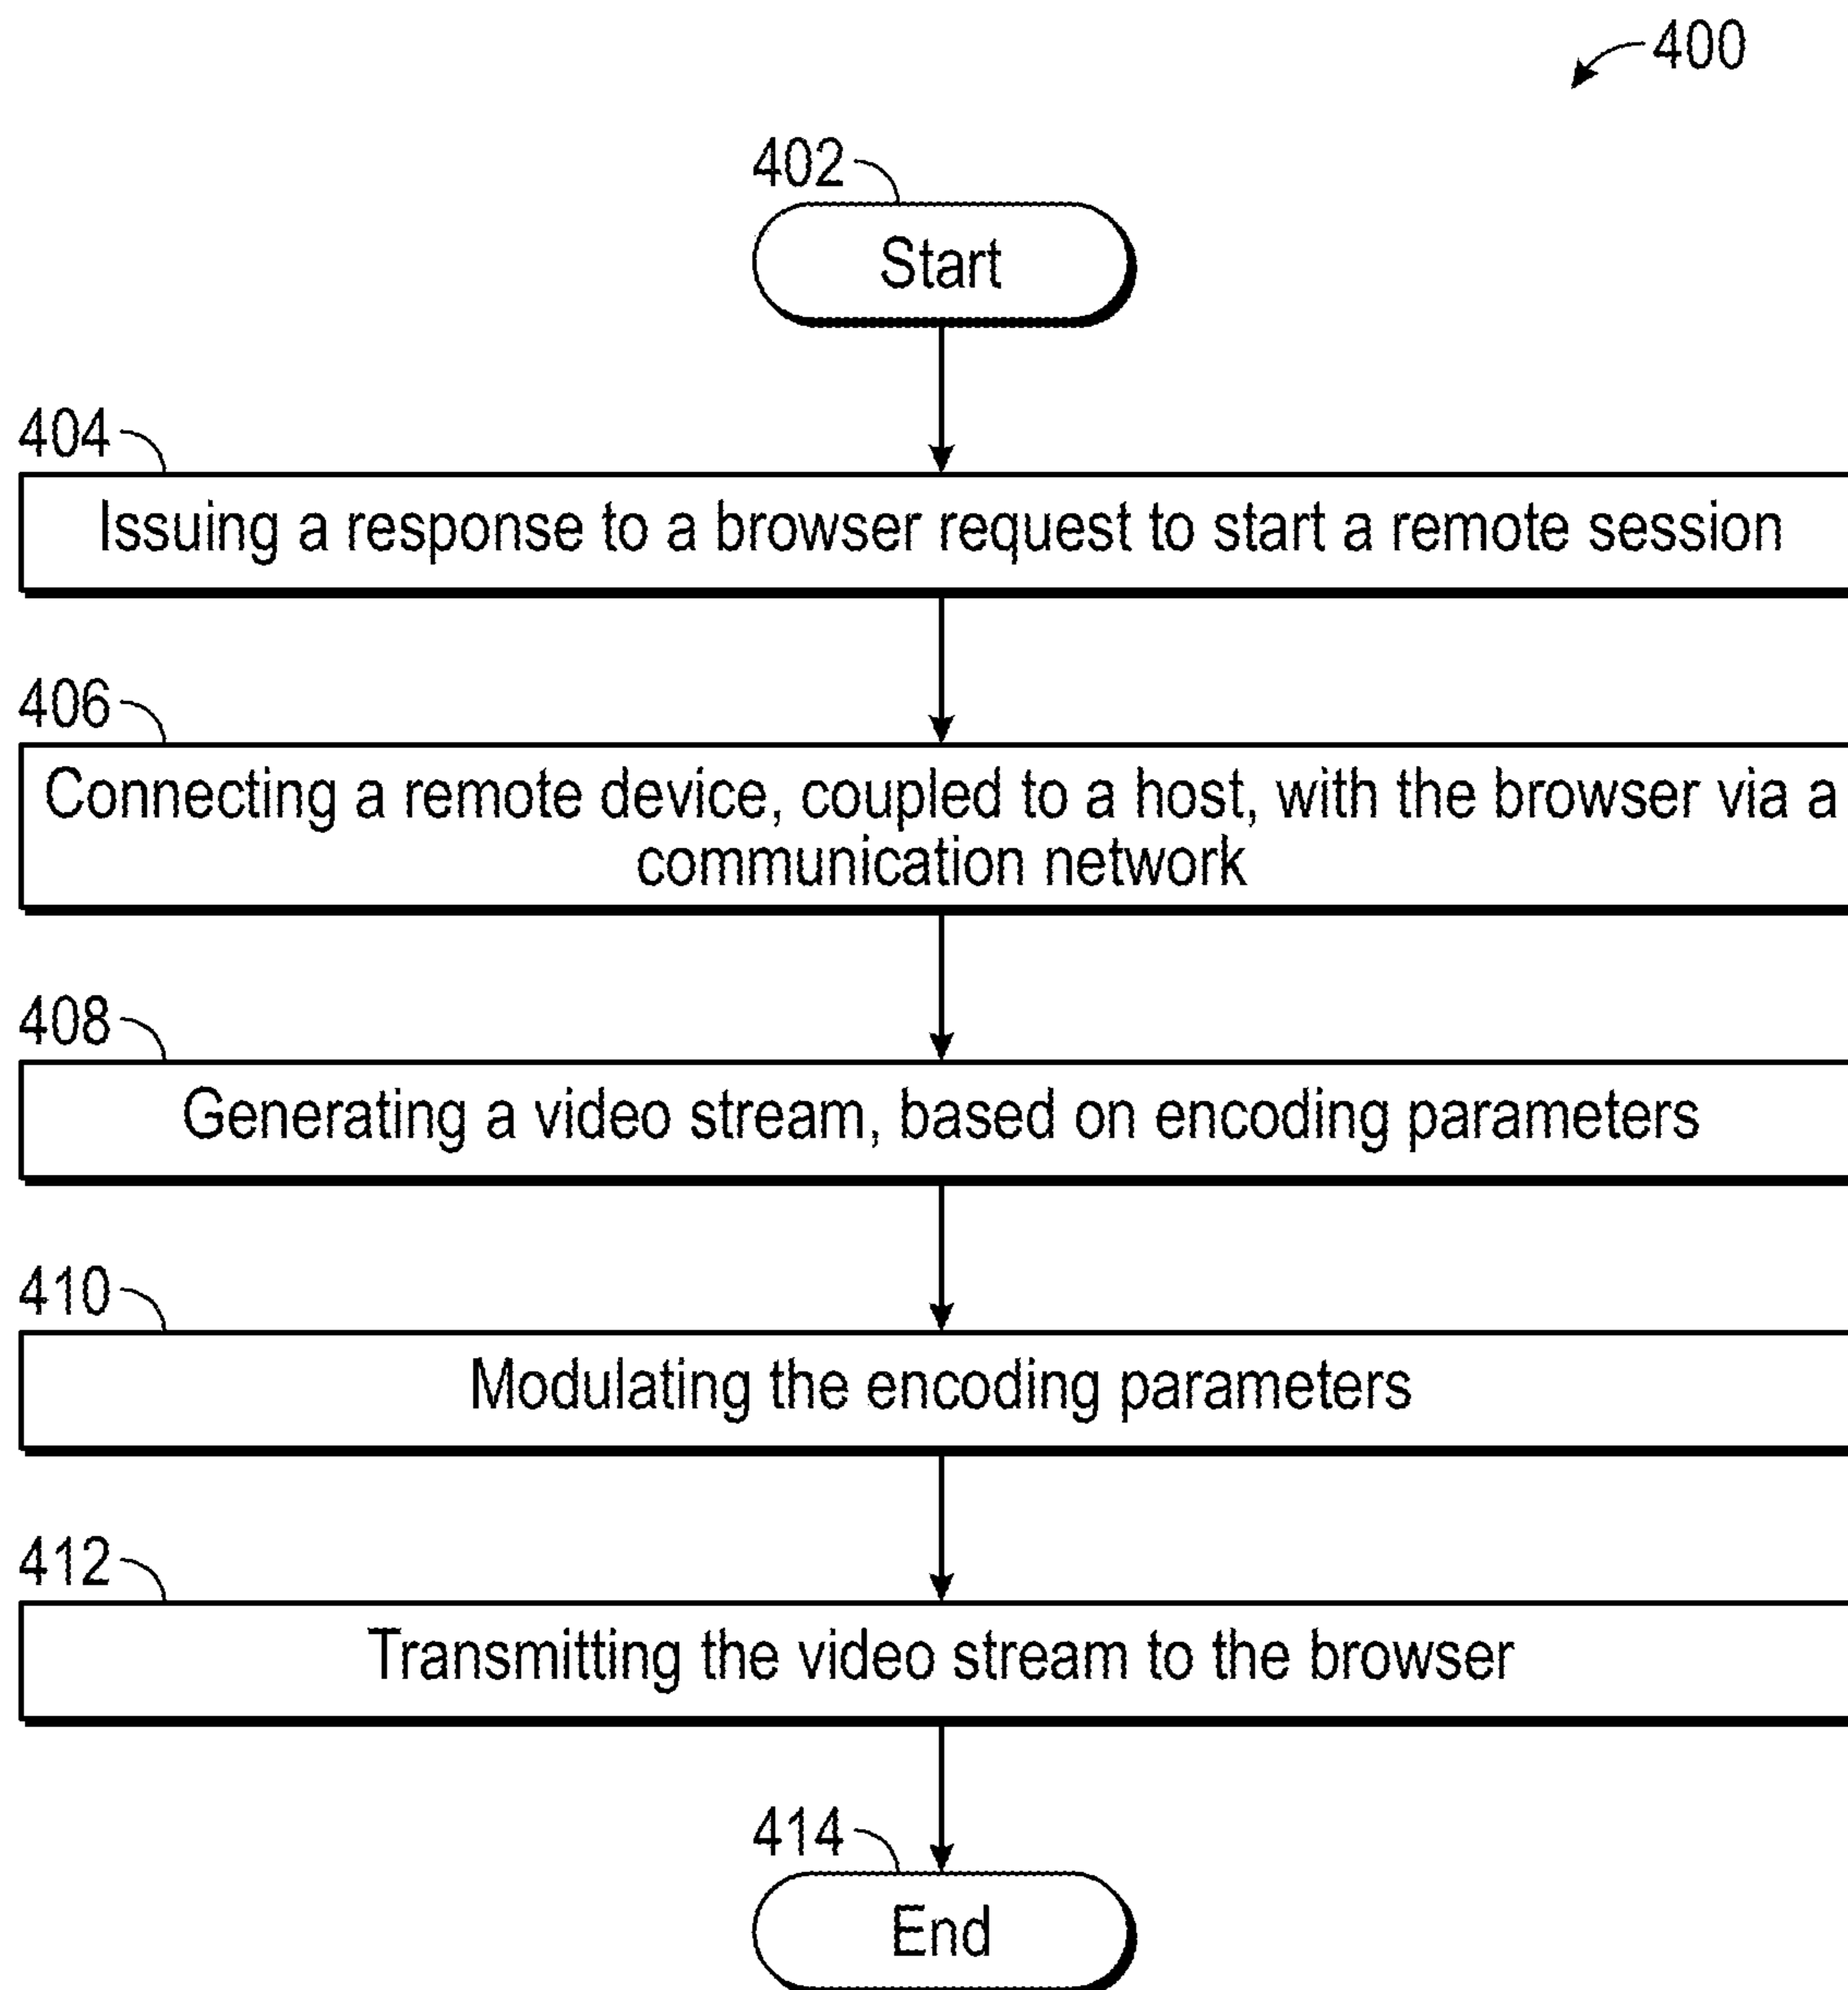 400
402
Start
404
Issuing a response to a browser request to start a remote session
406
Connecting a remote device, coupled to a host, with the browser via a
communication network
408
Generating a video stream, based on encoding parameters
410
Modulating the encoding parameters
412
Transmitting the video stream to the browser
414
End